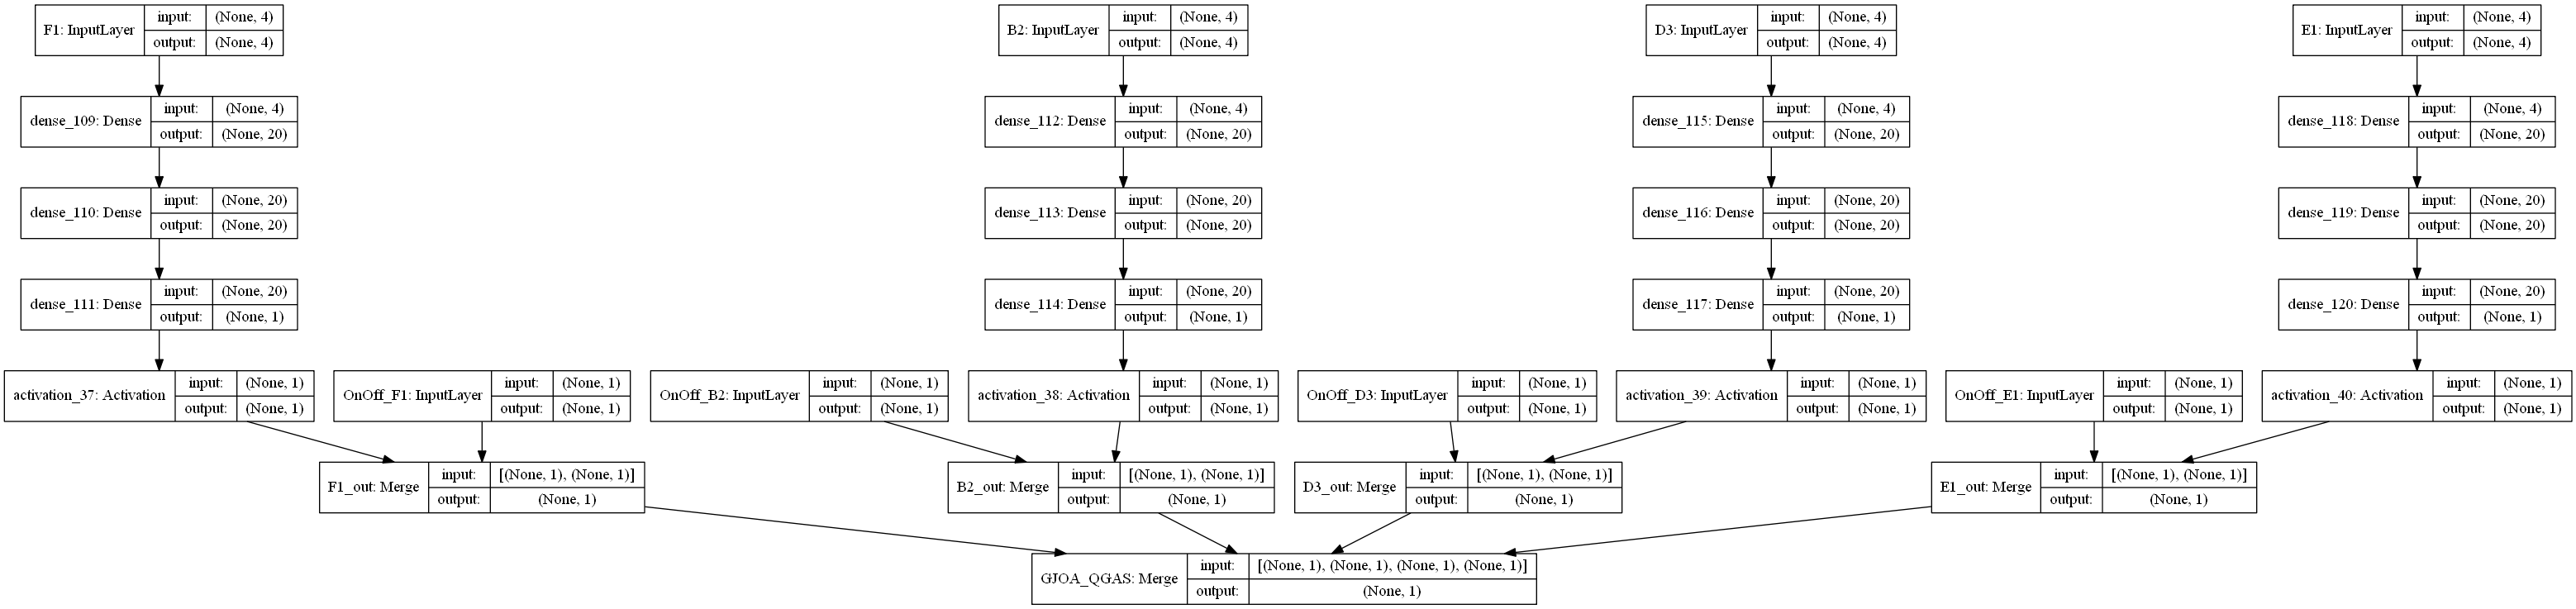 F1: InputLayer input: (None, 4) output: (None, 4)
B2: InputLayer input: (None, 4) output: (None, 4)
D3: InputLayer input: (None, 4) output: (None, 4)
E1: InputLayer input: (None, 4) output: (None, 4)
dense_109: Dense input: (None, 4) output: (None, 20)
dense_112: Dense input: (None, 4) output: (None, 20)
dense_115: Dense input: (None, 4) output: (None, 20)
dense_118: Dense input: (None, 4) output: (None, 20)
dense_110: Dense input: (None, 20) output: (None, 20)
dense_113: Dense input: (None, 20) output: (None, 20)
dense_116: Dense input: (None, 20) output: (None, 20)
dense_119: Dense input: (None, 20) output: (None, 20)
dense_111: Dense input: (None, 20) output: (None, 1)
dense_114: Dense input: (None, 20) output: (None, 1)
dense_117: Dense input: (None, 20) output: (None, 1)
dense_120: Dense input: (None, 20) output: (None, 1)
activation_37: Activation input: (None, 1) output: (None, 1)
OnOff_F1: InputLayer input: (None, 1) output: (None, 1)
OnOff_B2: InputLayer input: (None, 1) output: (None, 1)
activation_38: Activation input: (None, 1) output: (None, 1)
OnOff_D3: InputLayer input: (None, 1) output: (None, 1)
activation_39: Activation input: (None, 1) output: (None, 1)
OnOff_E1: InputLayer input: (None, 1) output: (None, 1)
activation_40: Activation input: (None, 1) output: (None, 1)
F1_out: Merge input: [(None, 1), (None, 1)] output: (None, 1)
B2_out: Merge input: [(None, 1), (None, 1)] output: (None, 1)
D3_out: Merge input: [(None, 1), (None, 1)] output: (None, 1)
E1_out: Merge input: [(None, 1), (None, 1)] output: (None, 1)
GJOA_QGAS: Merge input: [(None, 1), (None, 1), (None, 1), (None, 1)] output: (None, 1)